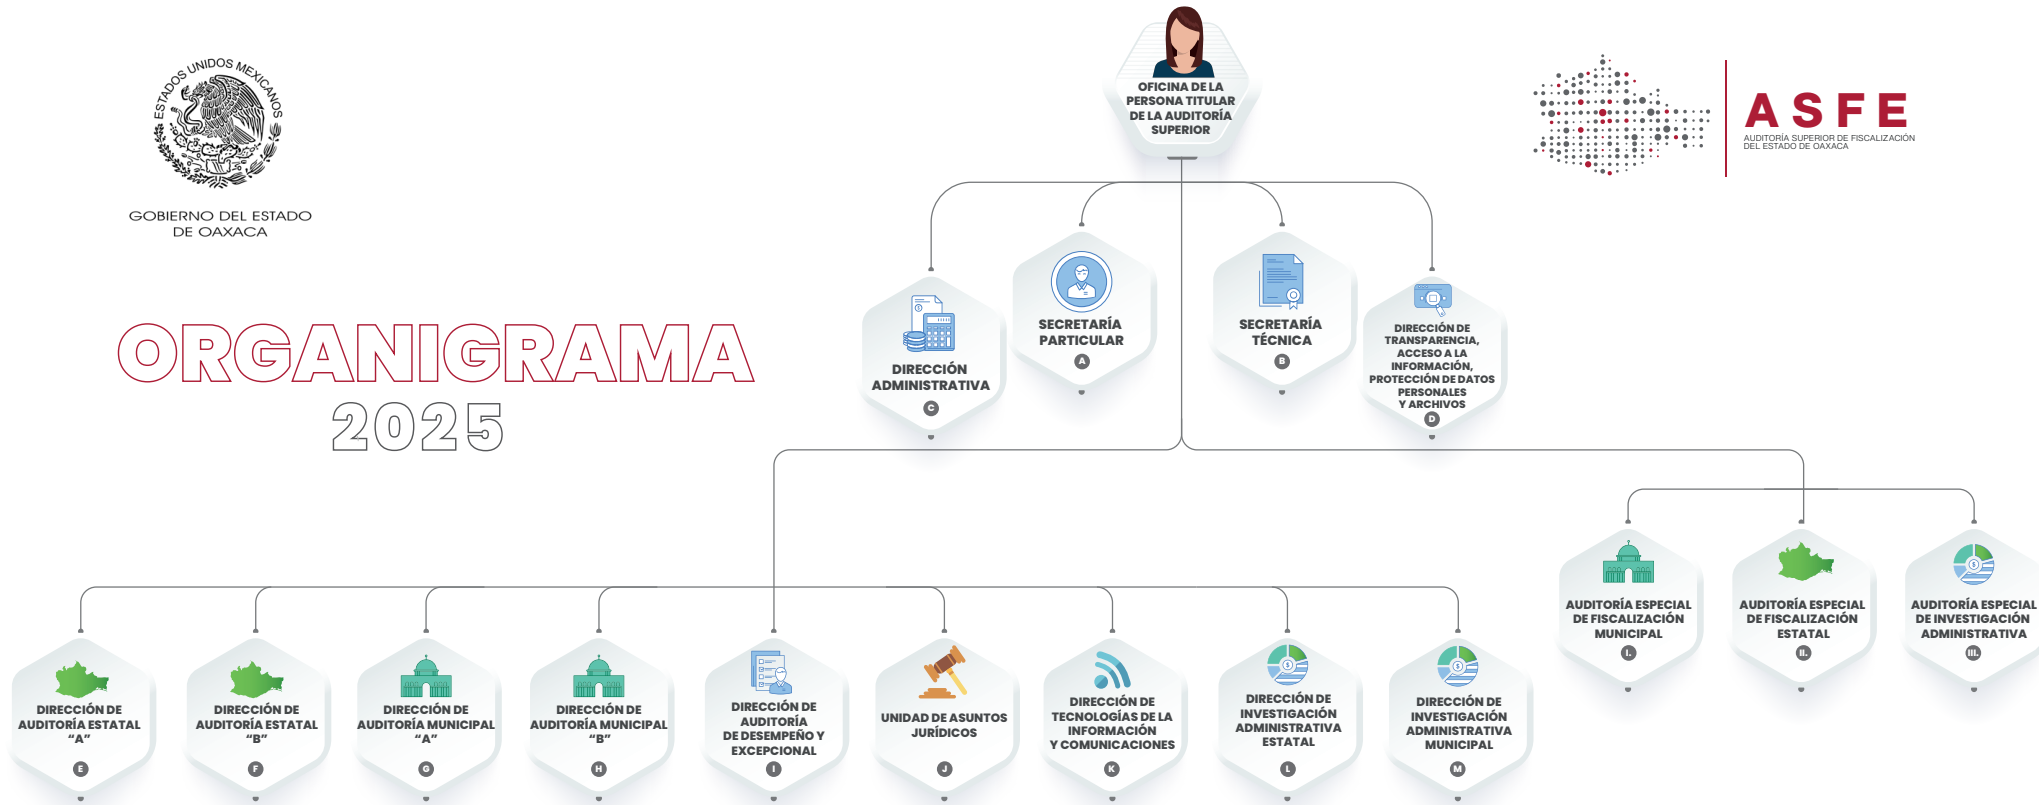 OFICINA DE LA
PERSONA TITULAR
DE LA AUDITORÍA
SUPERIOR
ESTADOS UNIDOS MEXICANOS
GOBIERNO DEL ESTADO
DE OAXACA
ASFE
AUDITORÍA SUPERIOR DE FISCALIZACIÓN
DEL ESTADO DE OAXACA
ORGANIGRAMA
2025
DIRECCIÓN
ADMINISTRATIVA
C
SECRETARÍA
PARTICULAR
A
SECRETARÍA
TÉCNICA
B
DIRECCIÓN DE
TRANSPARENCIA,
ACCESO A LA
INFORMACIÓN,
PROTECCIÓN DE DATOS
PERSONALES
Y ARCHIVOS
D
AUDITORÍA ESPECIAL
DE FISCALIZACIÓN
MUNICIPAL
I.
AUDITORÍA ESPECIAL
DE FISCALIZACIÓN
ESTATAL
II.
AUDITORÍA ESPECIAL
DE INVESTIGACIÓN
ADMINISTRATIVA
III.
DIRECCIÓN DE
AUDITORÍA ESTATAL
“A”
E
DIRECCIÓN DE
AUDITORÍA ESTATAL
“B”
F
DIRECCIÓN DE
AUDITORÍA MUNICIPAL
“A”
G
DIRECCIÓN DE
AUDITORÍA MUNICIPAL
“B”
H
DIRECCIÓN DE
AUDITORÍA
DE DESEMPEÑO Y
EXCEPCIONAL
I
UNIDAD DE ASUNTOS
JURÍDICOS
J
DIRECCIÓN DE
TECNOLOGÍAS DE LA
INFORMACIÓN
Y COMUNICACIONES
K
DIRECCIÓN DE
INVESTIGACIÓN
ADMINISTRATIVA
ESTATAL
L
DIRECCIÓN DE
INVESTIGACIÓN
ADMINISTRATIVA
MUNICIPAL
M